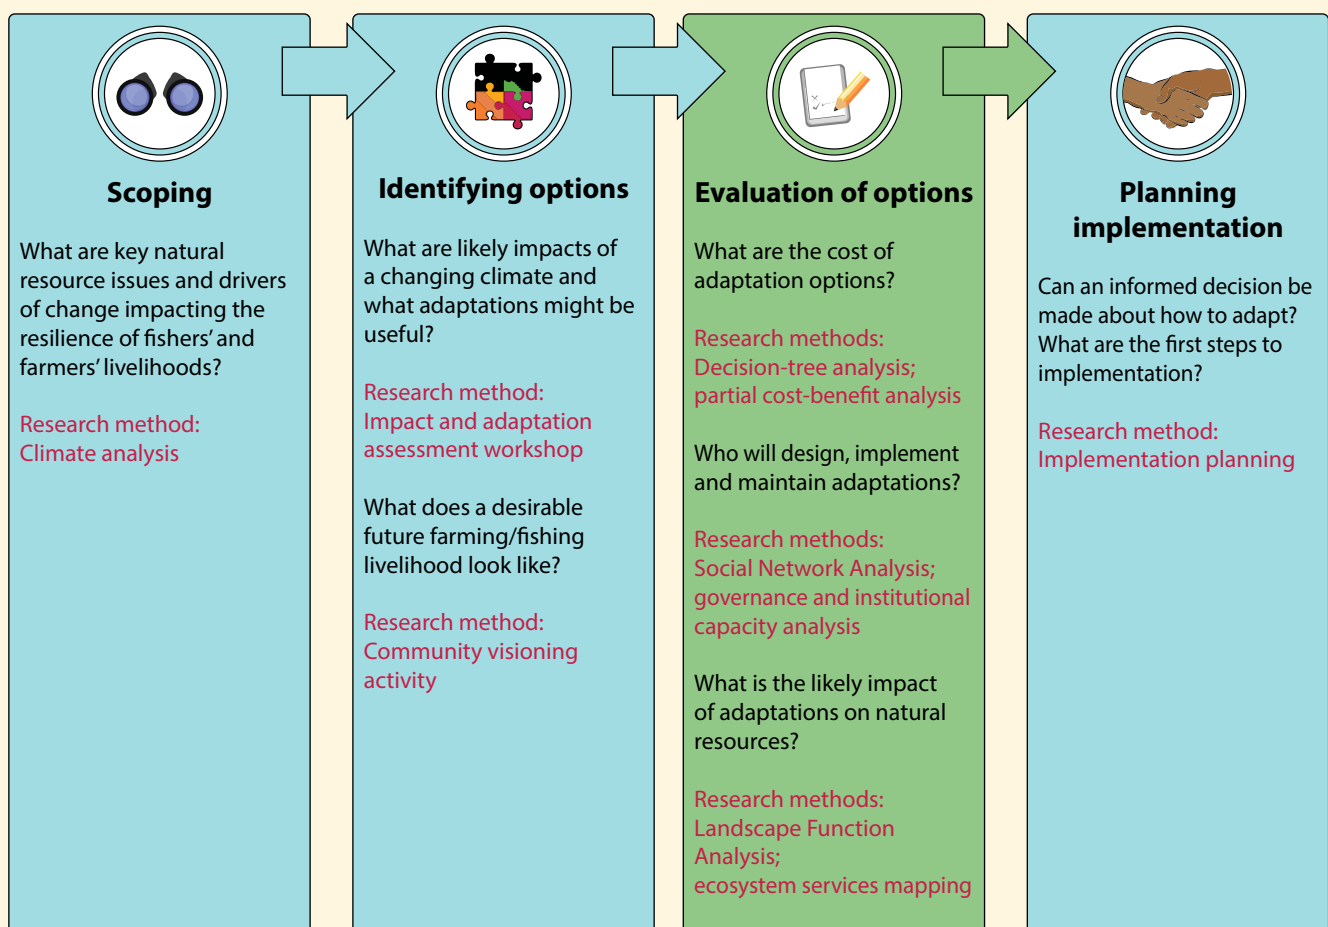 Scoping
What are key natural
resource issues and drivers
of change impacting the
resilience of fishers’ and
farmers’ livelihoods?
Research method:
Climate analysis
Identifying options
What are likely impacts of
a changing climate and
what adaptations might be
useful?
Research method:
Impact and adaptation
assessment workshop
What does a desirable
future farming/fishing
livelihood look like?
Research method:
Community visioning
activity
Evaluation of options
What are the cost of
adaptation options?
Research methods:
Decision-tree analysis;
partial cost-benefit analysis
Who will design, implement
and maintain adaptations?
Research methods:
Social Network Analysis;
governance and institutional
capacity analysis
What is the likely impact
of adaptations on natural
resources?
Research methods:
Landscape Function
Analysis;
ecosystem services mapping
Planning
implementation
Can an informed decision be
made about how to adapt?
What are the first steps to
implementation?
Research method:
Implementation planning